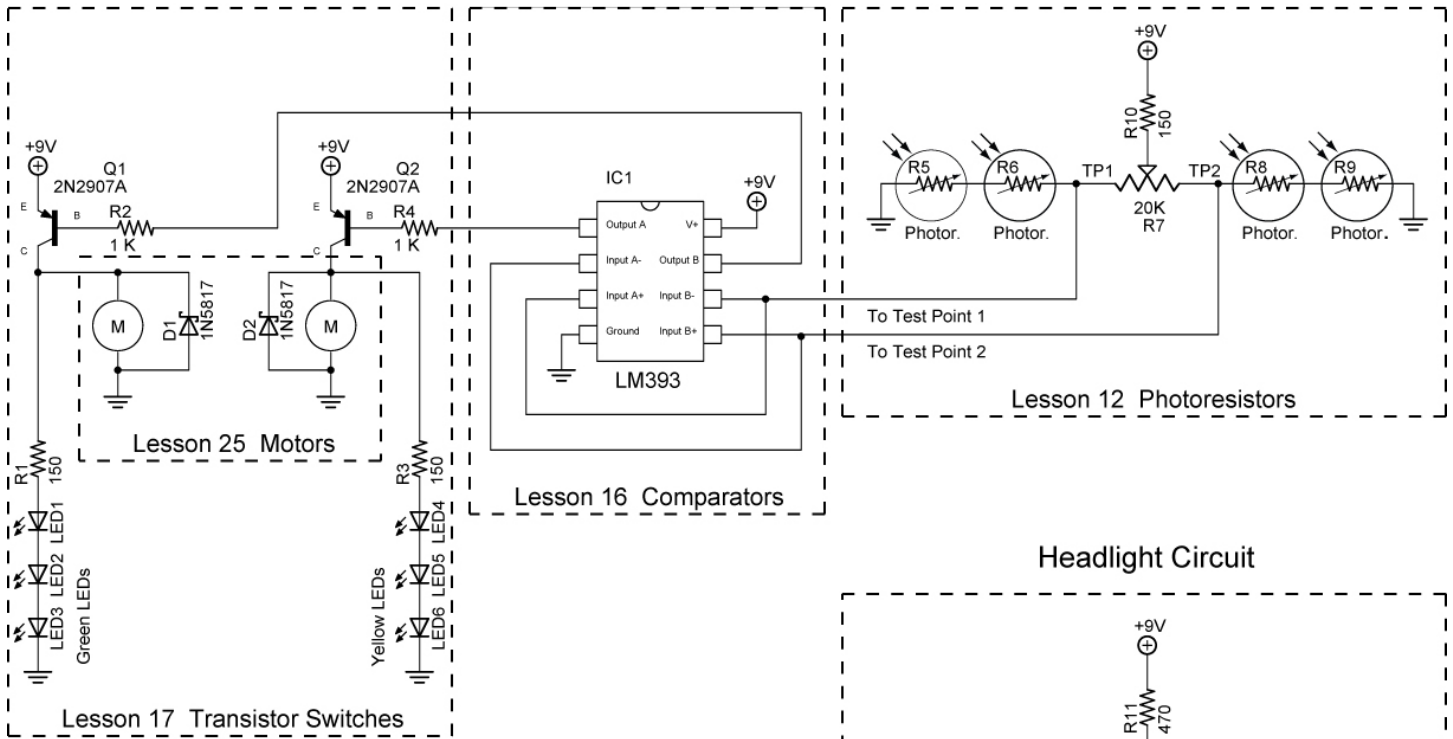 +9V
Q1
2N2907A
E
B
C
R2
1 K
+9V
Q2
2N2907A
E
B
C
R4
1 K
M
D1
1N5817
D2
1N5817
M
Lesson 25 Motors
R1
150
LED1
LED2
LED3
Green LEDs
R3
150
LED4
LED5
LED6
Yellow LEDs
Lesson 17 Transistor Switches
IC1
+9V
Output A
V+
Input A-
Output B
Input A+
Input B-
Ground
Input B+
LM393
Lesson 16 Comparators
+9V
R10
150
R5
R6
TP1
TP2
R8
R9
20K
R7
Photor.
Photor.
Photor.
Photor.
To Test Point 1
To Test Point 2
Lesson 12 Photoresistors
Headlight Circuit
+9V
R11
470